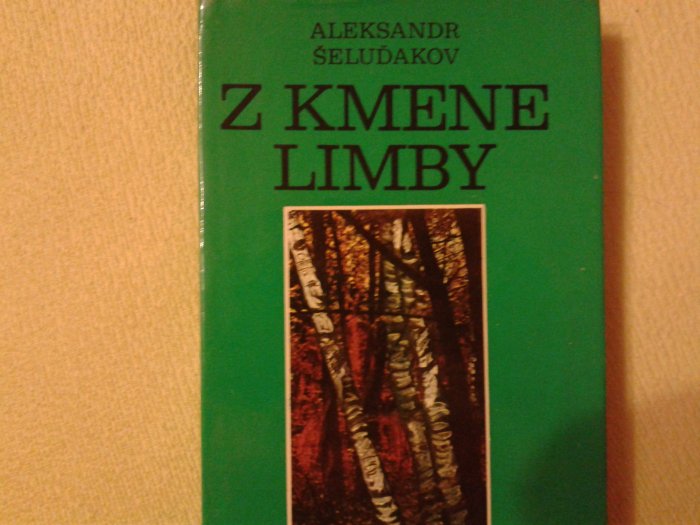 ALEKSANDR
ŠELUĎAKOV
Z KMENE
LIMBY